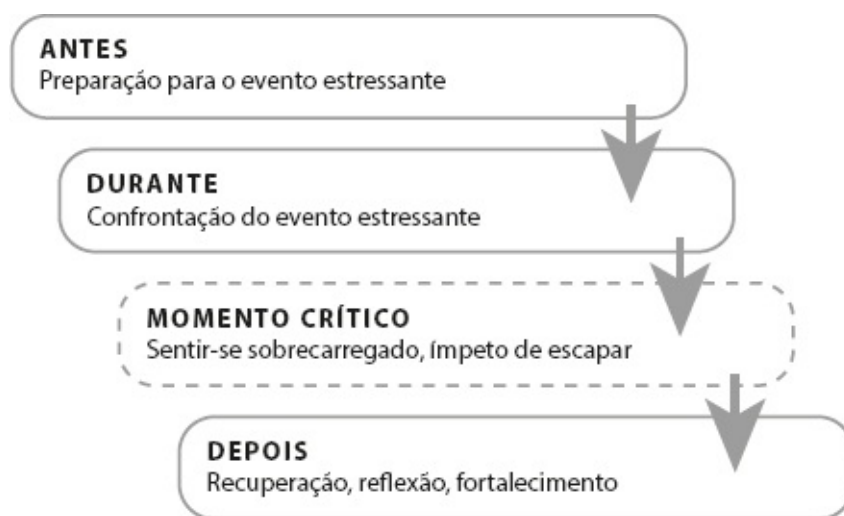 ANTES
Preparação para o evento estressante
DURANTE
Confrontação do evento estressante
MOMENTO CRÍTICO
Sentir-se sobrecarregado, ímpeto de escapar
DEPOIS
Recuperação, reflexão, fortalecimento